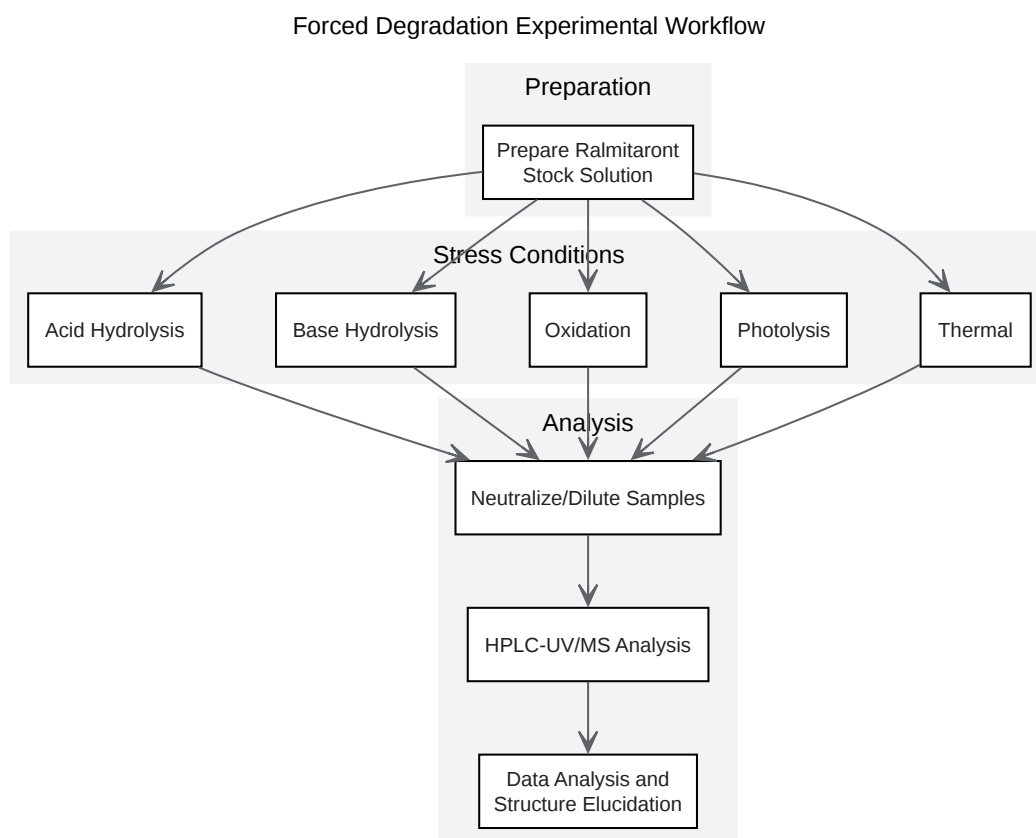 Forced Degradation Experimental Workflow
Preparation
Prepare Ralmitaront
Stock Solution
Stress Conditions
Acid Hydrolysis
Base Hydrolysis
Oxidation
Photolysis
Thermal
Analysis
Neutralize/Dilute Samples
HPLC-UV/MS Analysis
Data Analysis and
Structure Elucidation